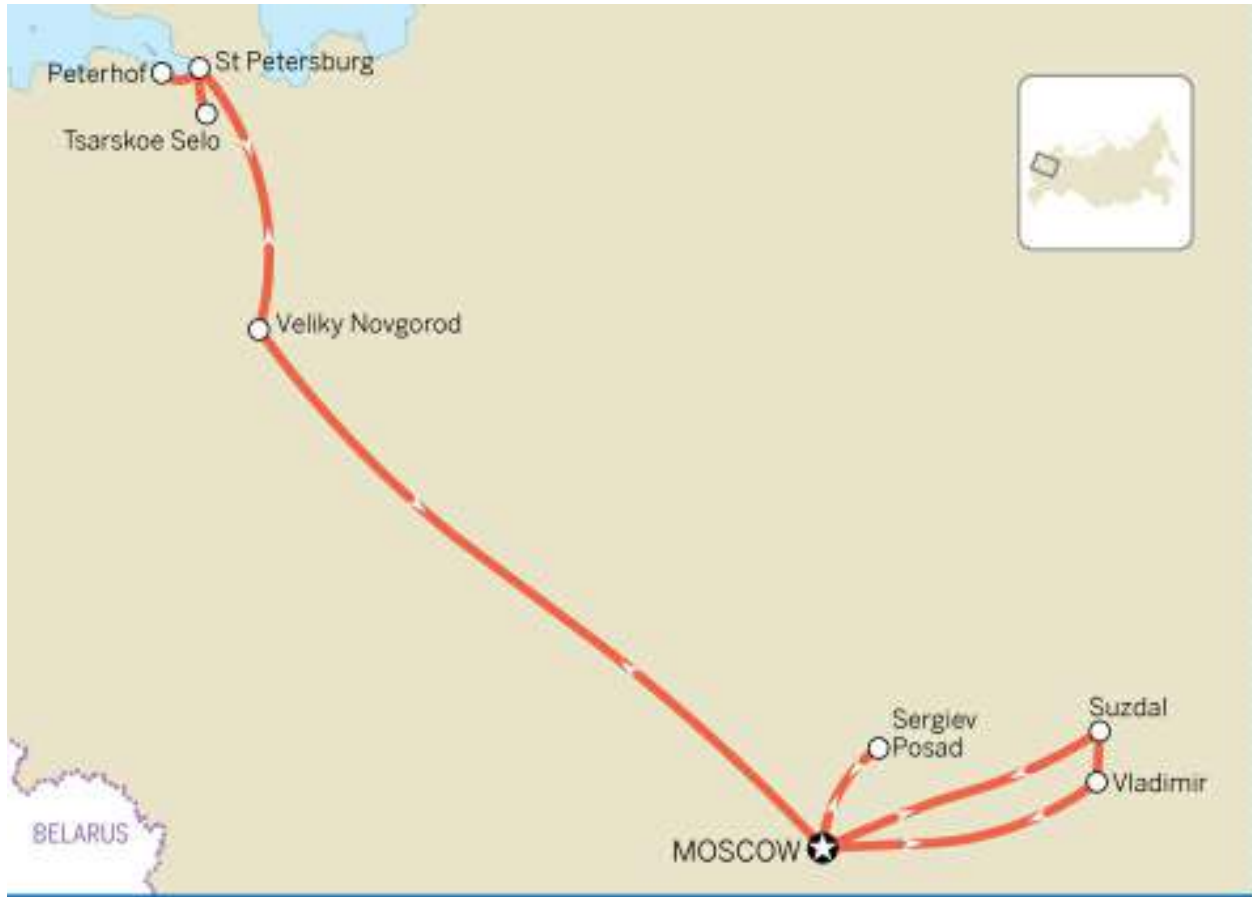 St Petersburg
Peterhof
Tsarskoe Selo
Veliky Novgorod
Sergiev
Posad
Suzdal
Vladimir
MOSCOW
BELARUS